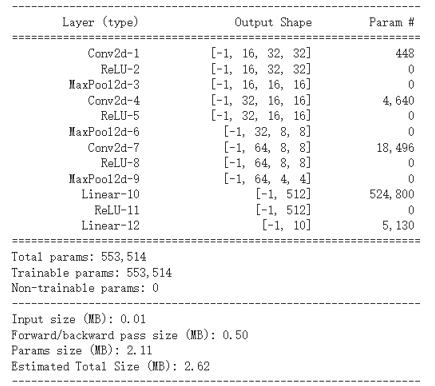 ----------------------------------------------------------------
Layer (type) Output Shape Param #
================================================================
Conv2d-1 [-1, 16, 32, 32] 448
ReLU-2 [-1, 16, 32, 32] 0
MaxPool2d-3 [-1, 16, 16, 16] 0
Conv2d-4 [-1, 32, 16, 16] 4,640
ReLU-5 [-1, 32, 16, 16] 0
MaxPool2d-6 [-1, 32, 8, 8] 0
Conv2d-7 [-1, 64, 8, 8] 18,496
ReLU-8 [-1, 64, 8, 8] 0
MaxPool2d-9 [-1, 64, 4, 4] 0
Linear-10 [-1, 512] 524,800
ReLU-11 [-1, 512] 0
Linear-12 [-1, 10] 5,130
================================================================
Total params: 553,514
Trainable params: 553,514
Non-trainable params: 0
----------------------------------------------------------------
Input size (MB): 0.01
Forward/backward pass size (MB): 0.50
Params size (MB): 2.11
Estimated Total Size (MB): 2.62
----------------------------------------------------------------